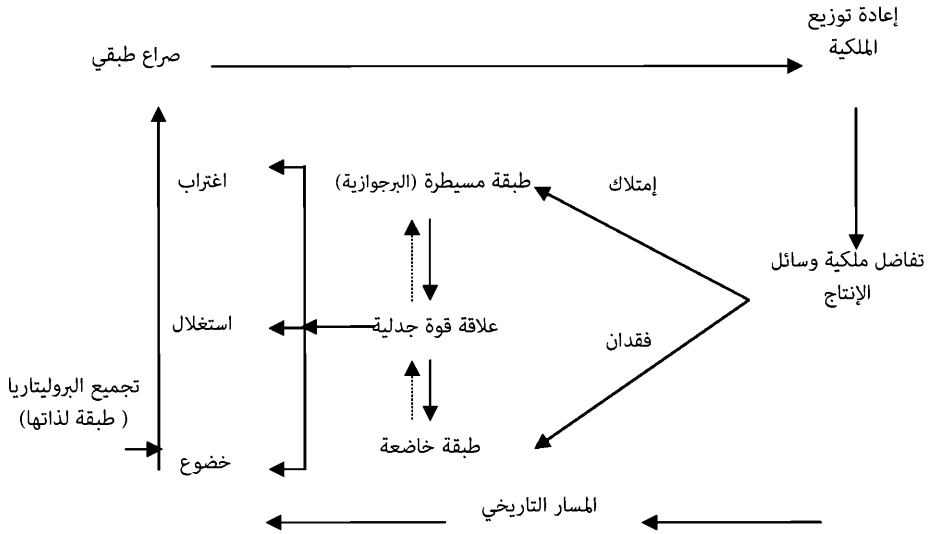 إعادة توزيع
الملكية
صراع طبقي
إمتلاك
طبقة مسيطرة (البرجوازية)
اغتراب
تفاضل ملكية وسائل
الإنتاج
علاقة قوة جدلية
استغلال
فقدان
تجميع البروليتاريا
( طبقة لذاتها)
طبقة خاضعة
خضوع
المسار التاريخي